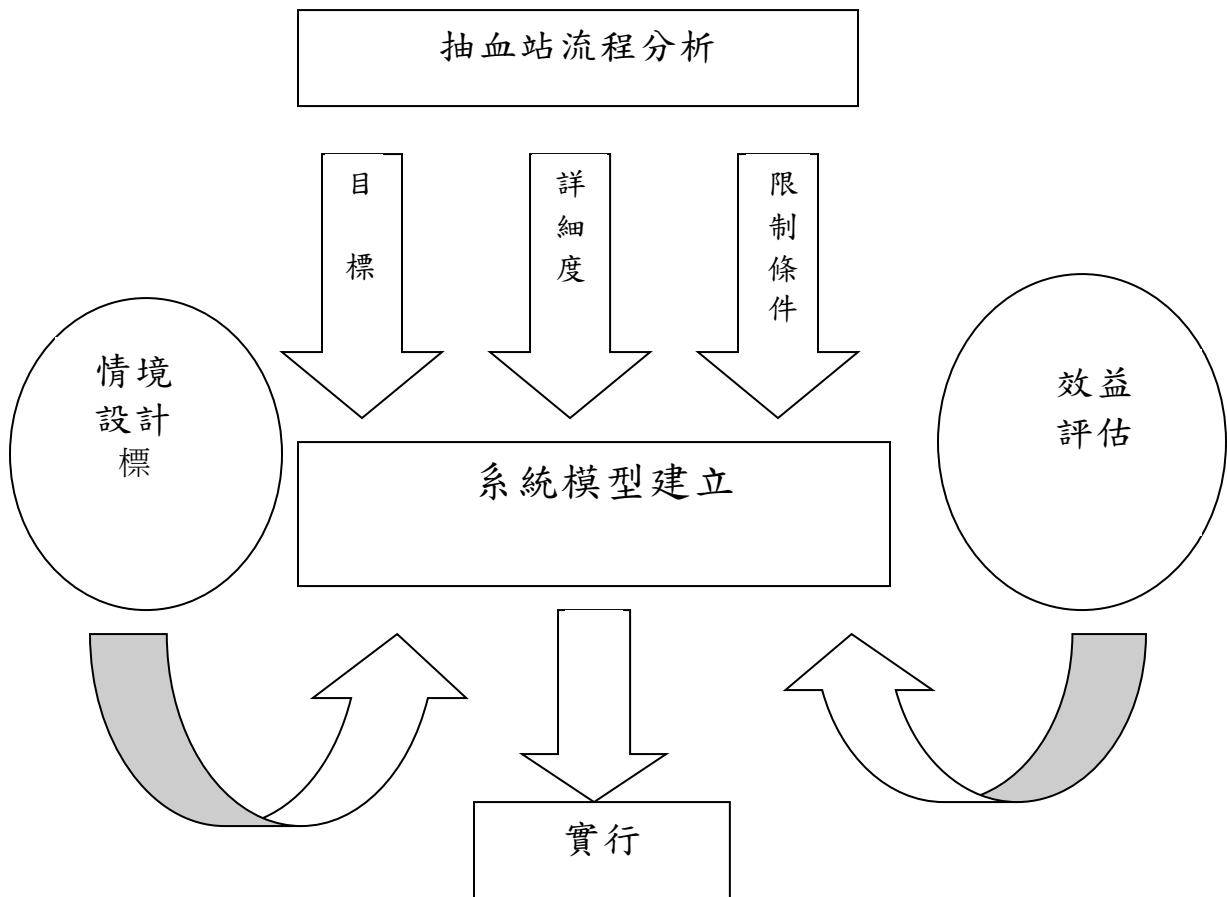 抽血站流程分析
目標
詳細度
限制條件
情境
設計
標
效益
評估
系統模型建立
實行